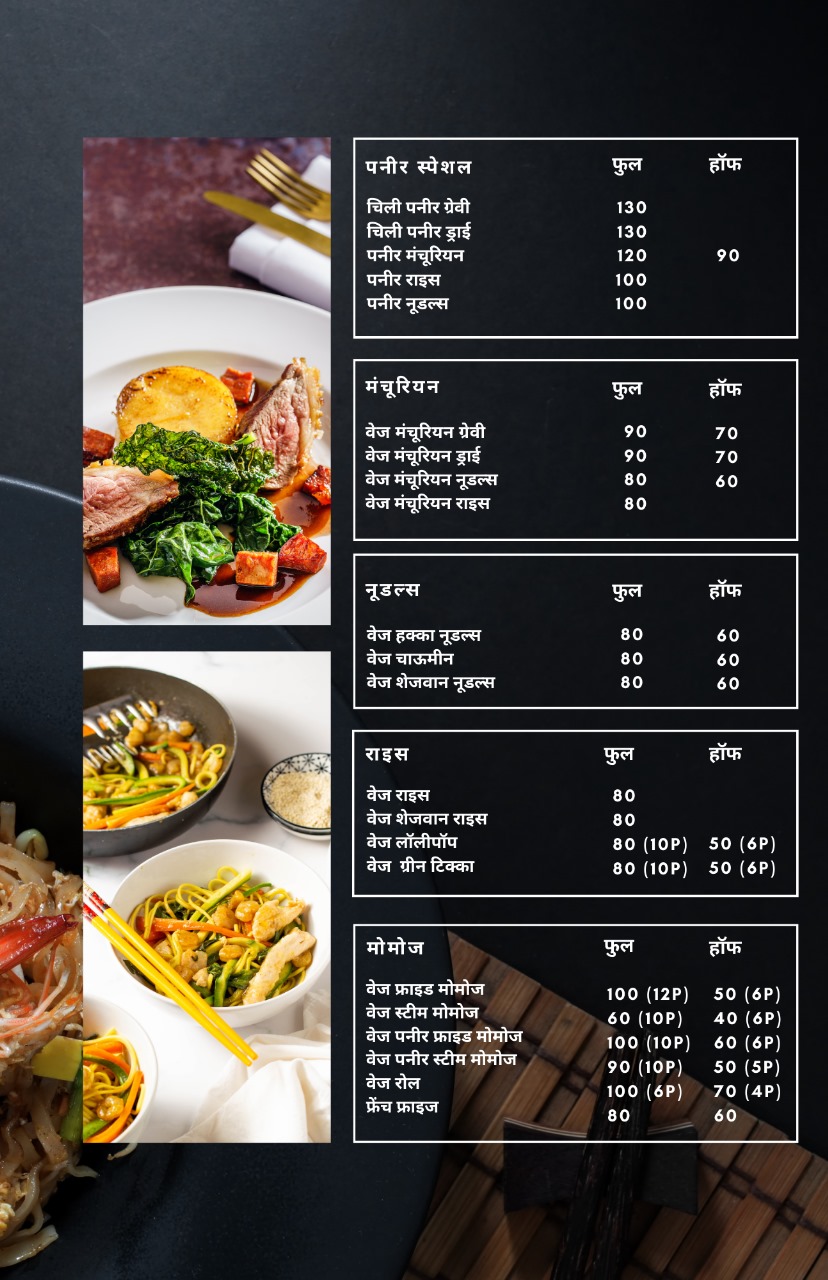 पनीर स्पेशल फुल हॉफ
चिली पनीर ग्रेवी 130
चिली पनीर ड्राई 130
पनीर मंचूरियन 120 90
पनीर राइस 100
पनीर नूडल्स 100
मंचूरियन फुल हॉफ
वेज मंचूरियन ग्रेवी 90 70
वेज मंचूरियन ड्राई 90 70
वेज मंचूरियन नूडल्स 80 60
वेज मंचूरियन राइस 80
नूडल्स फुल हॉफ
वेज हक्का नूडल्स 80 60
वेज चाऊमीन 80 60
वेज शेजवान नूडल्स 80 60
राइस फुल हॉफ
वेज राइस 80
वेज शेजवान राइस 80
वेज लॉलीपॉप 80 (10P) 50 (6P)
वेज ग्रीन टिक्का 80 (10P) 50 (6P)
मोमोज फुल हॉफ
वेज फ्राइड मोमोज 100 (12P) 50 (6P)
वेज स्टीम मोमोज 60 (10P) 40 (6P)
वेज पनीर फ्राइड मोमोज 100 (10P) 60 (6P)
वेज पनीर स्टीम मोमोज 90 (10P) 50 (5P)
वेज रोल 100 (6P) 70 (4P)
फ्रेंच फ्राइज 80 60